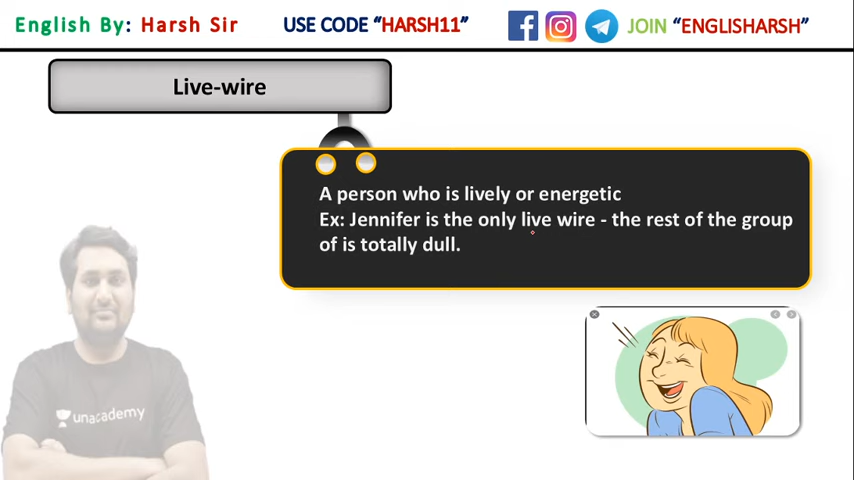 English By: Harsh Sir
USE CODE “HARSH11”
JOIN “ENGLISHARSH”
Live-wire
A person who is lively or energetic
Ex: Jennifer is the only live wire - the rest of the group
of is totally dull.
unacademy